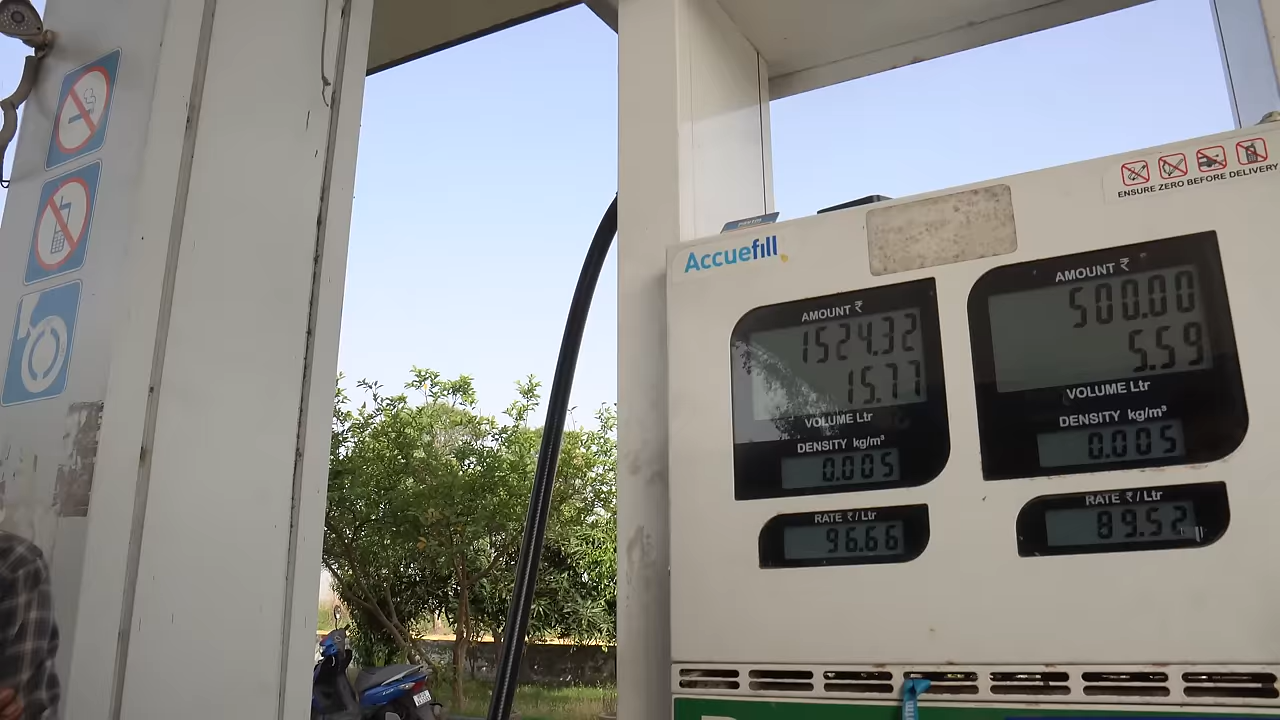 Accuefill
ENSURE ZERO BEFORE DELIVERY
AMOUNT ₹
1524.32
15.77
VOLUME Ltr
DENSITY kg/m³
0.005
RATE ₹/Ltr
96.66
AMOUNT ₹
500.00
5.59
VOLUME Ltr
DENSITY kg/m³
0.005
RATE ₹/Ltr
89.52